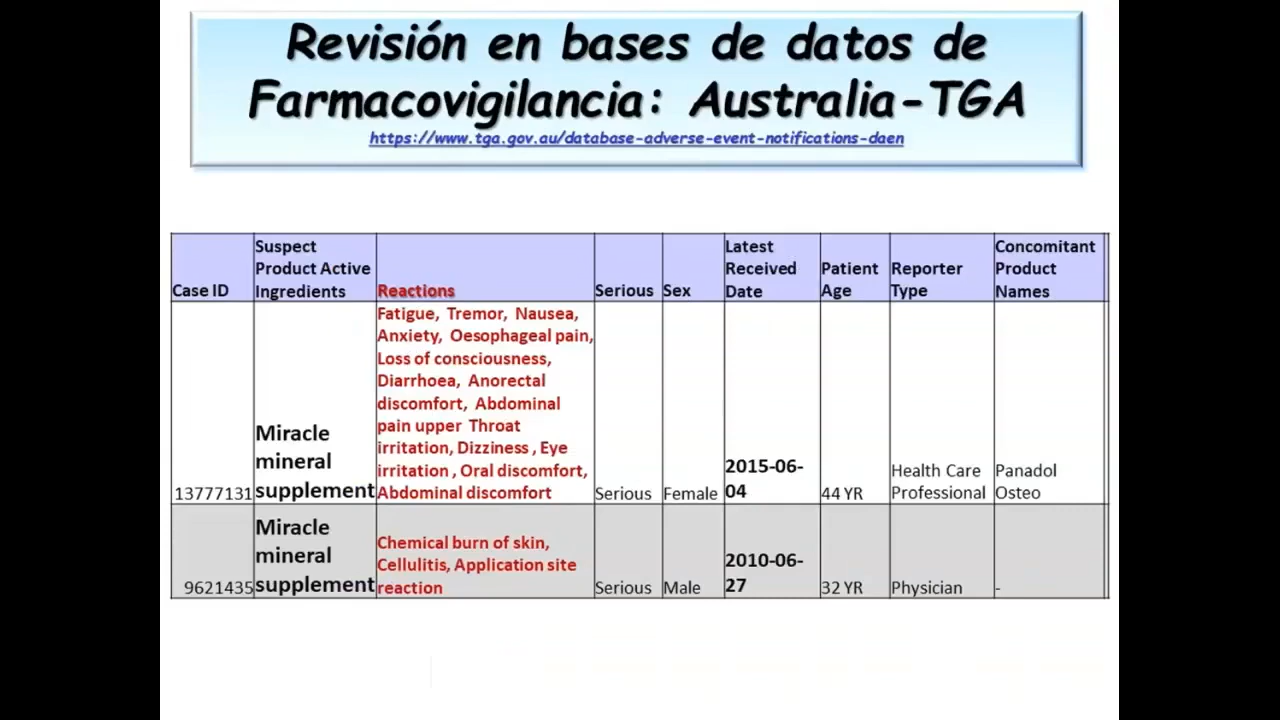 Revisión en bases de datos de
Farmacovigilancia: Australia-TGA
https://www.tga.gov.au/database-adverse-event-notifications-daen
Case ID
Suspect
Product Active
Ingredients
Reactions
Serious
Sex
Latest
Received
Date
Patient
Age
Reporter
Type
Concomitant
Product
Names
13777131
Miracle
mineral
supplement
Fatigue, Tremor, Nausea,
Anxiety, Oesophageal pain,
Loss of consciousness,
Diarrhoea, Anorectal
discomfort, Abdominal
pain upper Throat
irritation, Dizziness , Eye
irritation , Oral discomfort,
Abdominal discomfort
Serious
Female
2015-06-
04
44 YR
Health Care
Professional
Panadol
Osteo
9621435
Miracle
mineral
supplement
Chemical burn of skin,
Cellulitis, Application site
reaction
Serious
Male
2010-06-
27
32 YR
Physician
-